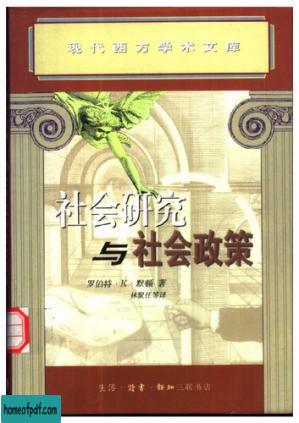 现代西方学术文库
社会研究
与社会政策
罗伯特·K·默顿 著
林聚任等译
生活·读书·新知三联书店
homeofpdf.com
homeofpdf.com